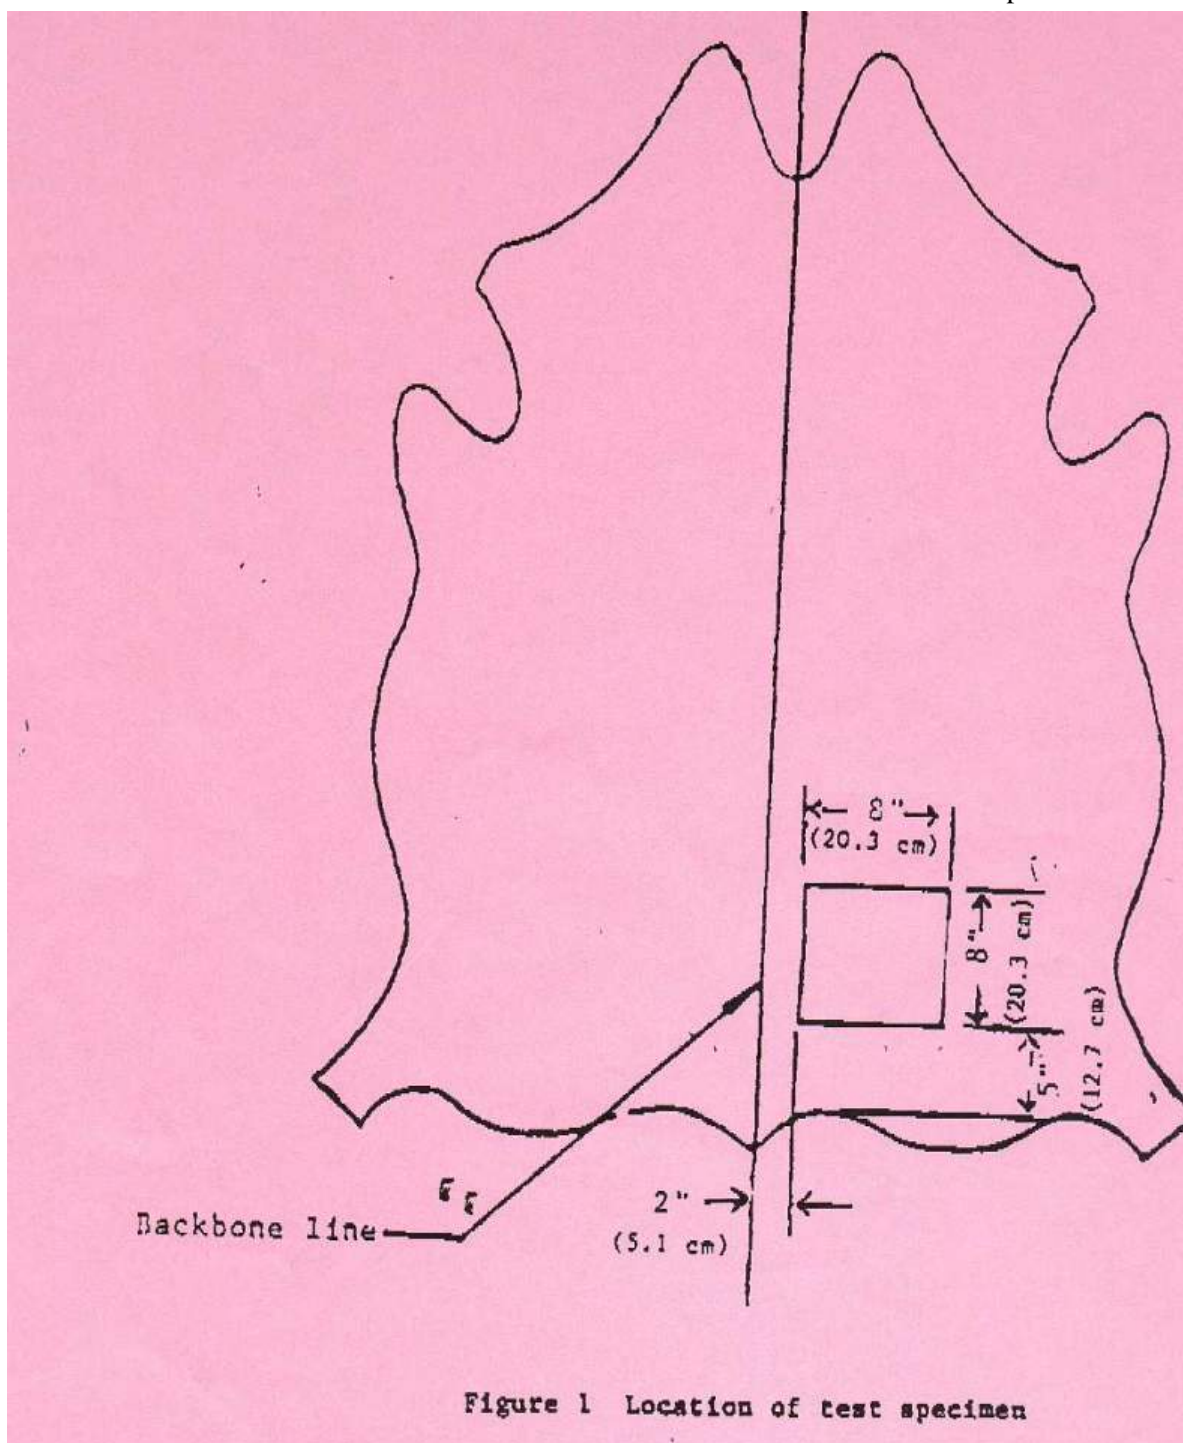 8"
(20.3 cm)
8"
(20.3 cm)
5"
(12.7 cm)
2"
(5.1 cm)
Backbone line
Figure 1 Location of test specimen